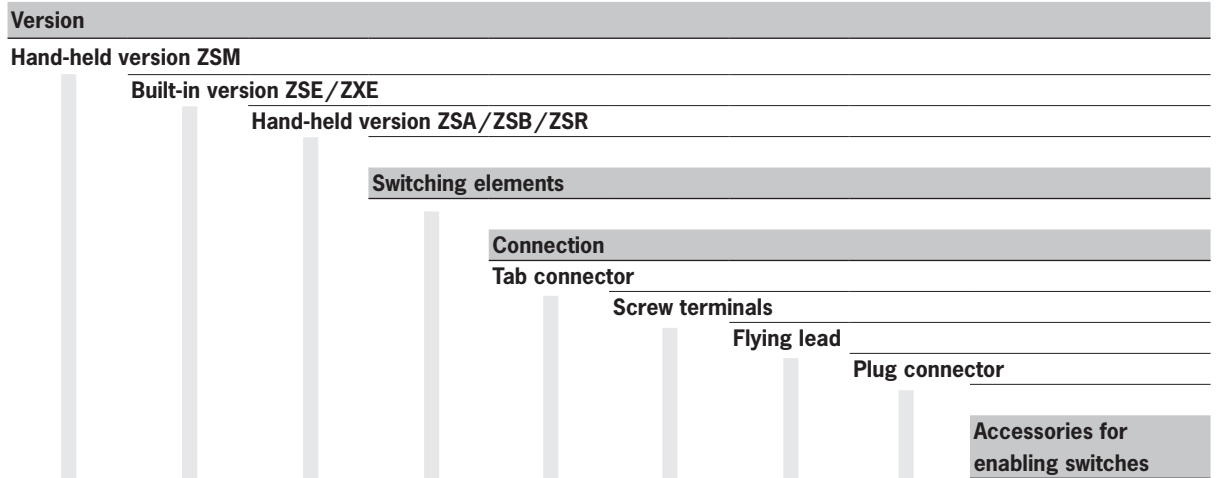 Version
Hand-held version ZSM
Built-in version ZSE/ZXE
Hand-held version ZSA/ZSB/ZSR
Switching elements
Connection
Tab connector
Screw terminals
Flying lead
Plug connector
Accessories for
enabling switches